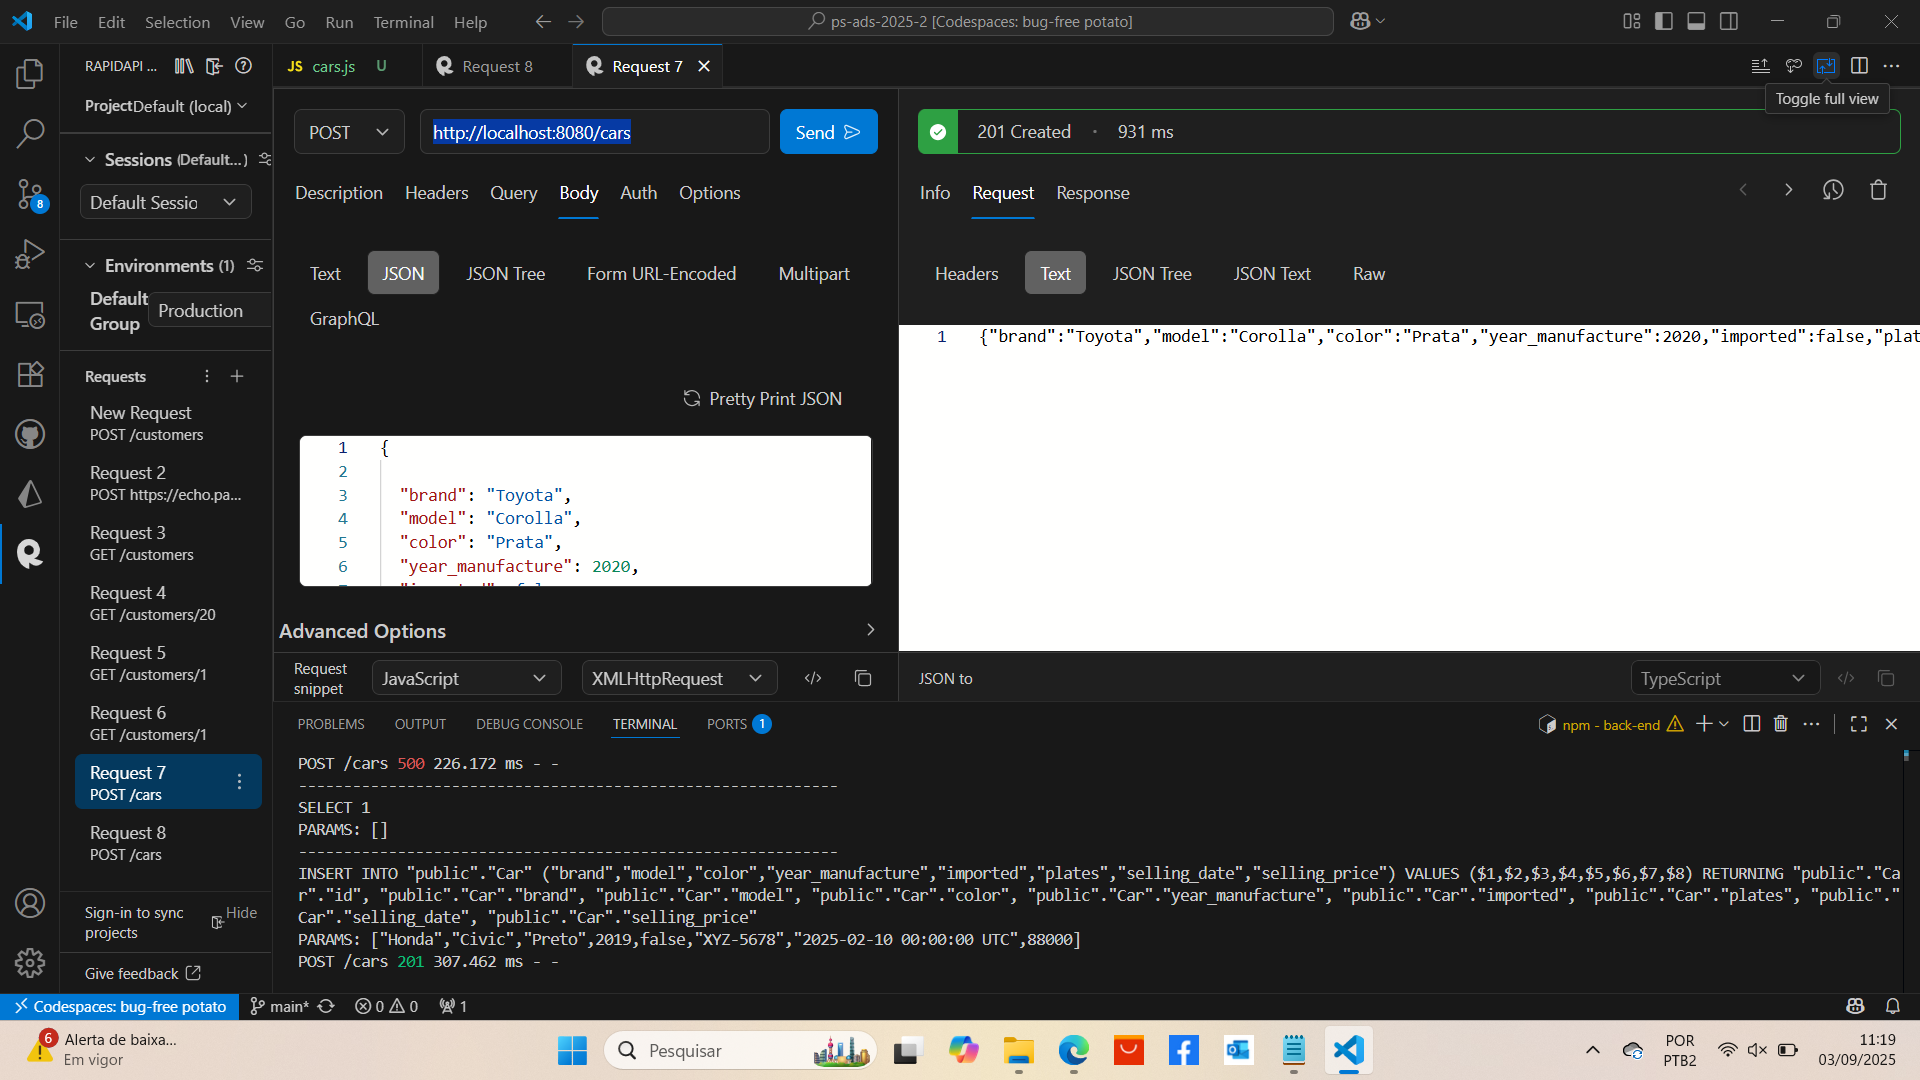 File Edit Selection View Go Run Terminal Help
ps-ads-2025-2 [Codespaces: bug-free potato]
RAPIDAPI ...
JS cars.js U
Request 8
Request 7
Toggle full view
Project Default (local)
Sessions (Default...)
Default Sessio
Environments (1)
Default Group
Production
Requests
New Request
POST /customers
Request 2
POST https://echo.pa...
Request 3
GET /customers
Request 4
GET /customers/20
Request 5
GET /customers/1
Request 6
GET /customers/1
Request 7
POST /cars
Request 8
POST /cars
Sign-in to sync projects
Hide
Give feedback
POST
http://localhost:8080/cars
Send
Description Headers Query Body Auth Options
Text JSON JSON Tree Form URL-Encoded Multipart
GraphQL
Pretty Print JSON
1 {
2
3 "brand": "Toyota",
4 "model": "Corolla",
5 "color": "Prata",
6 "year_manufacture": 2020,
Advanced Options
Request snippet
JavaScript
XMLHttpRequest
201 Created · 931 ms
Info Request Response
Headers Text JSON Tree JSON Text Raw
1 {"brand":"Toyota","model":"Corolla","color":"Prata","year_manufacture":2020,"imported":false,"plat
JSON to
TypeScript
PROBLEMS OUTPUT DEBUG CONSOLE TERMINAL PORTS 1
npm - back-end
POST /cars 500 226.172 ms - -
------------------------------------------------------------
SELECT 1
PARAMS: []
------------------------------------------------------------
INSERT INTO "public"."Car" ("brand","model","color","year_manufacture","imported","plates","selling_date","selling_price") VALUES ($1,$2,$3,$4,$5,$6,$7,$8) RETURNING "public"."Ca
r"."id", "public"."Car"."brand", "public"."Car"."model", "public"."Car"."color", "public"."Car"."year_manufacture", "public"."Car"."imported", "public"."Car"."plates", "public"."
Car"."selling_date", "public"."Car"."selling_price"
PARAMS: ["Honda","Civic","Preto",2019,false,"XYZ-5678","2025-02-10 00:00:00 UTC",88000]
POST /cars 201 307.462 ms - -
8
Codespaces: bug-free potato
main*
0 0
1
6
Alerta de baixa...
Em vigor
Pesquisar
POR
PTB2
11:19
03/09/2025